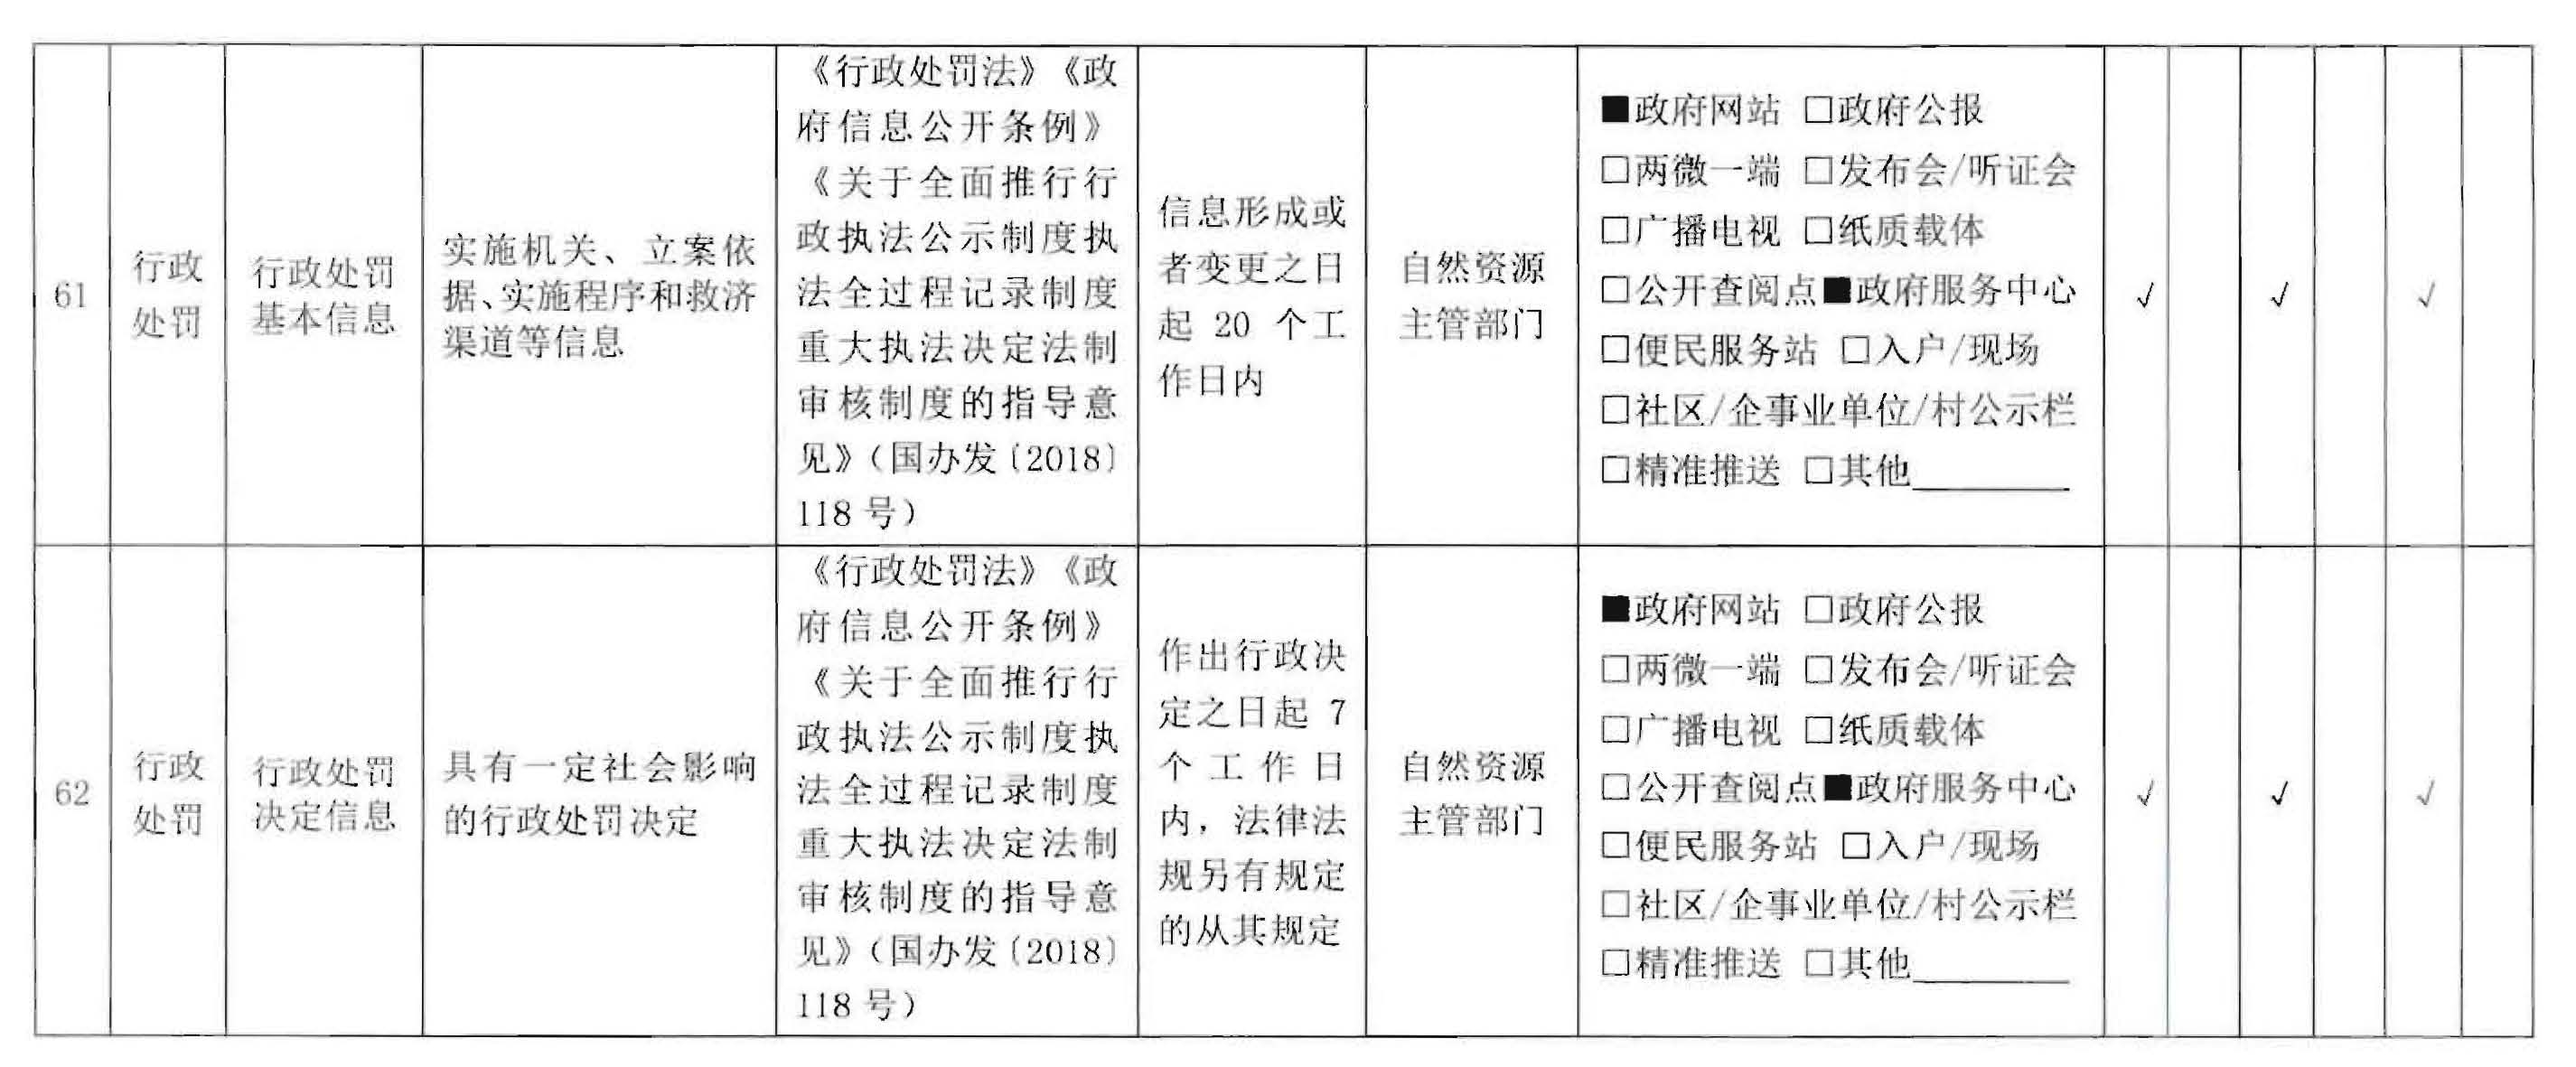 61
行政
处罚
行政处罚
基本信息
实施机关、立案依
据、实施程序和救济
渠道等信息
《行政处罚法》《政
府信息公开条例》
《关于全面推行行
政执法公示制度执
法全过程记录制度
重大执法决定法制
审核制度的指导意
见》（国办发〔2018〕
118号）
信息形成或
者变更之日
起 20 个工
作日内
自然资源
主管部门
■政府网站 □政府公报
□两微一端 □发布会/听证会
□广播电视 □纸质载体
□公开查阅点■政府服务中心
□便民服务站 □入户/现场
□社区/企事业单位/村公示栏
□精准推送 □其他________
√
√
√
62
行政
处罚
行政处罚
决定信息
具有一定社会影响
的行政处罚决定
《行政处罚法》《政
府信息公开条例》
《关于全面推行行
政执法公示制度执
法全过程记录制度
重大执法决定法制
审核制度的指导意
见》（国办发〔2018〕
118号）
作出行政决
定之日起 7
个工作日
内，法律法
规另有规定
的从其规定
自然资源
主管部门
■政府网站 □政府公报
□两微一端 □发布会/听证会
□广播电视 □纸质载体
□公开查阅点■政府服务中心
□便民服务站 □入户/现场
□社区/企事业单位/村公示栏
□精准推送 □其他________
√
√
√